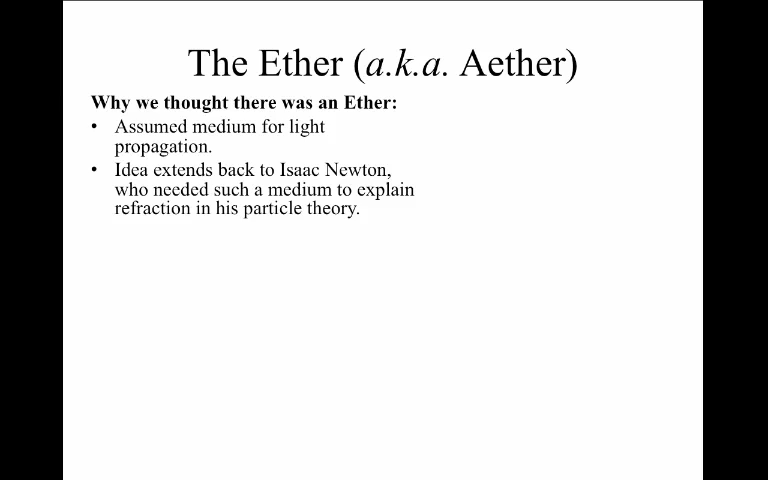 The Ether (a.k.a. Aether)
Why we thought there was an Ether:
• Assumed medium for light
propagation.
• Idea extends back to Isaac Newton,
who needed such a medium to explain
refraction in his particle theory.